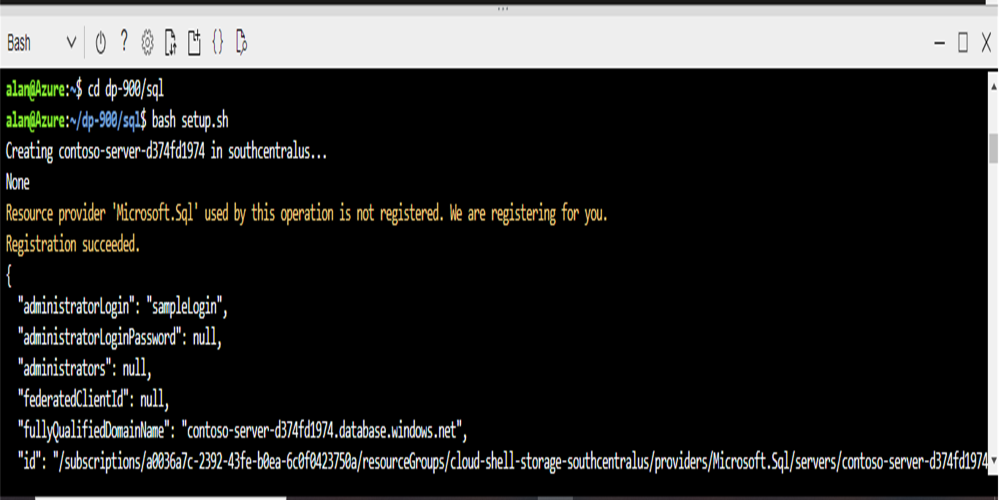 Bash
alan@Azure:~$ cd dp-900/sql
alan@Azure:~/dp-900/sql$ bash setup.sh
Creating contoso-server-d374fd1974 in southcentralus...
None
Resource provider 'Microsoft.Sql' used by this operation is not registered. We are registering for you.
Registration succeeded.
{
  "administratorLogin": "sampleLogin",
  "administratorLoginPassword": null,
  "administrators": null,
  "federatedClientId": null,
  "fullyQualifiedDomainName": "contoso-server-d374fd1974.database.windows.net",
  "id": "/subscriptions/a0036a7c-2392-43fe-b0ea-6c0f0423750a/resourceGroups/cloud-shell-storage-southcentralus/providers/Microsoft.Sql/servers/contoso-server-d374fd1974